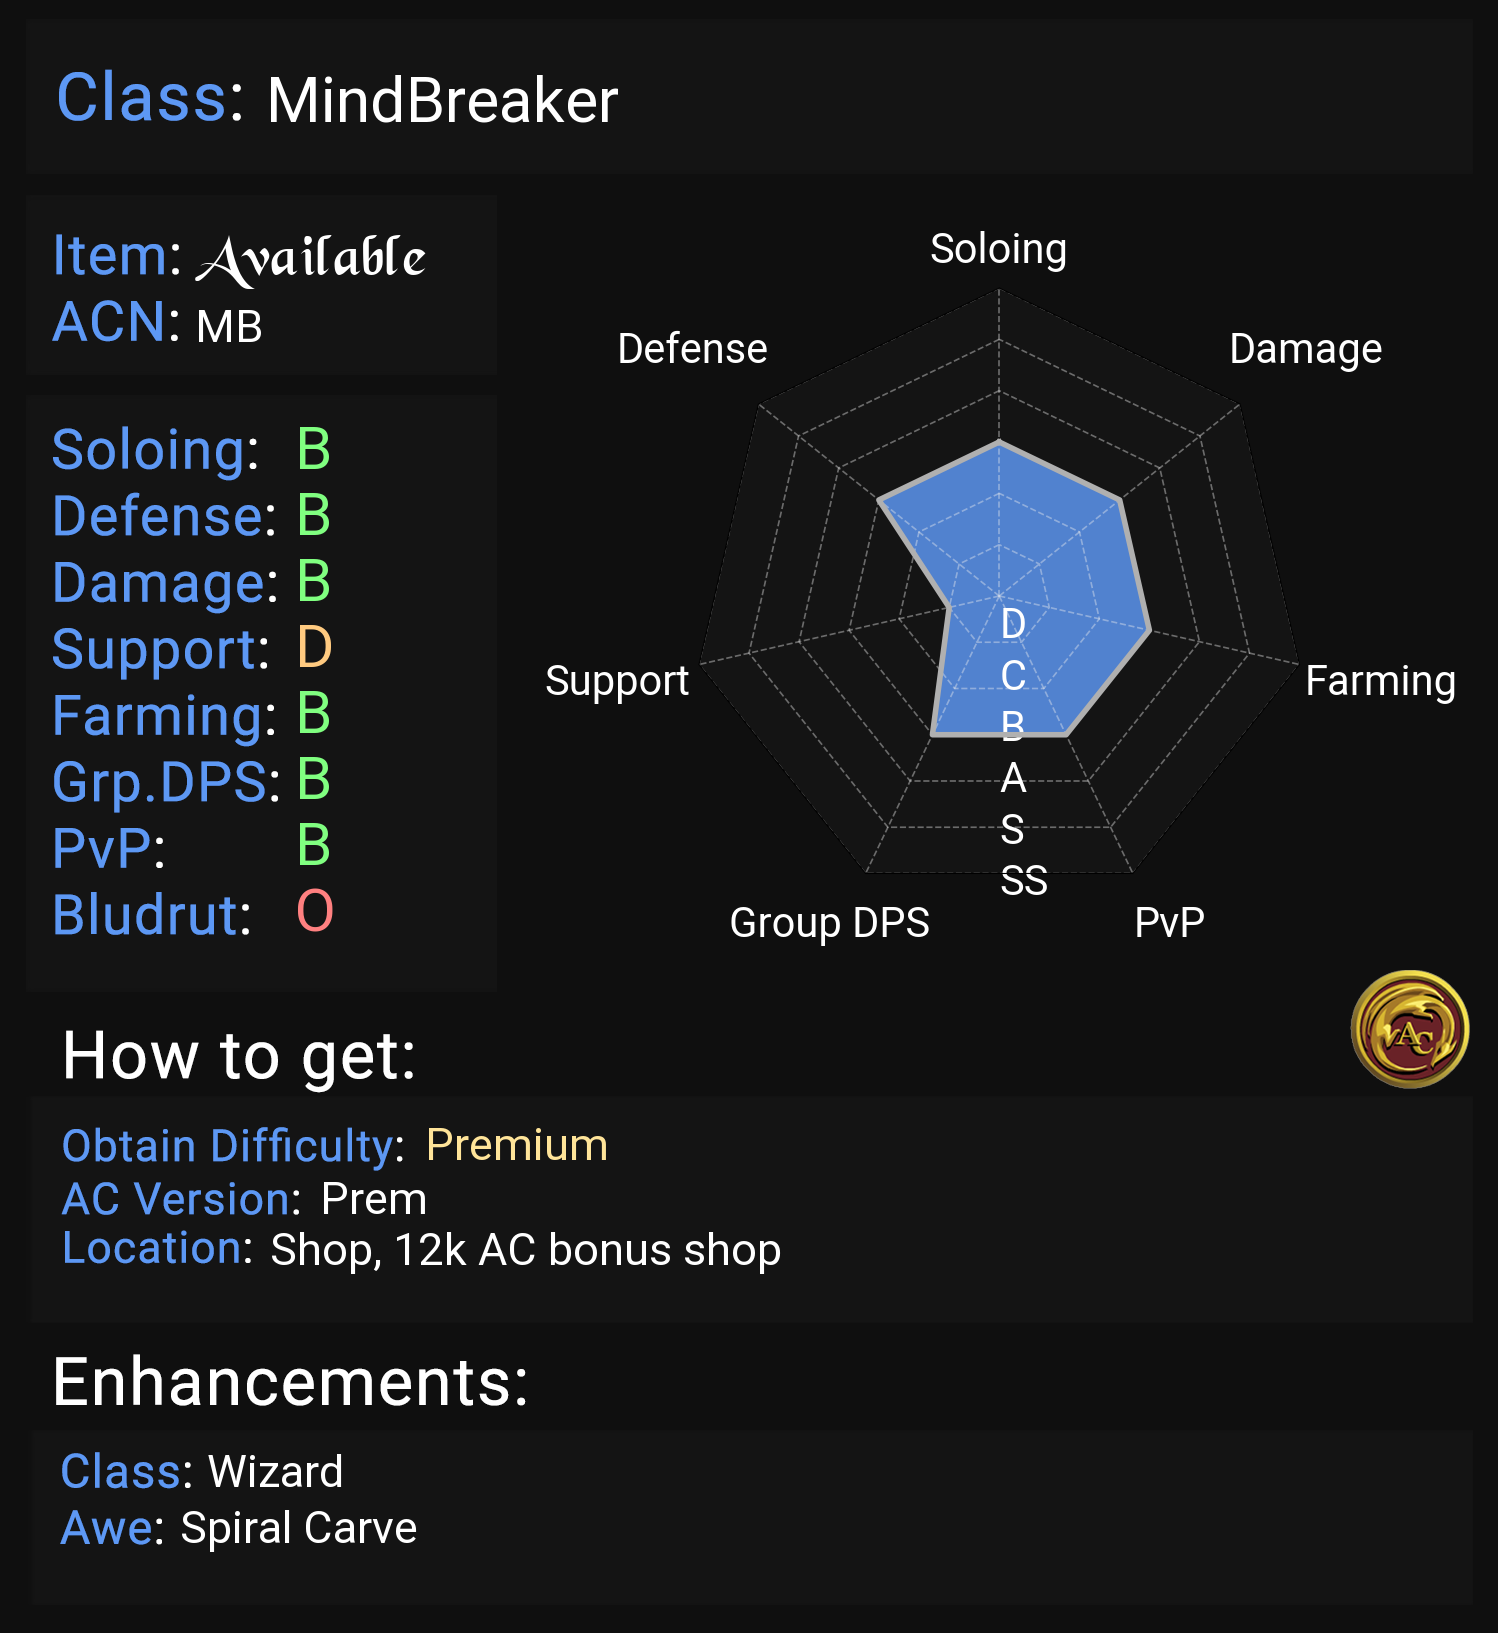 Class: MindBreaker
Item: Available
ACN: MB
Soloing: B
Defense: B
Damage: B
Support: D
Farming: B
Grp.DPS: B
PvP: B
Bludrut: O
Soloing
Defense
Damage
Support
Farming
Group DPS
PvP
D
C
B
A
S
SS
How to get:
AC
Obtain Difficulty: Premium
AC Version: Prem
Location: Shop, 12k AC bonus shop
Enhancements:
Class: Wizard
Awe: Spiral Carve